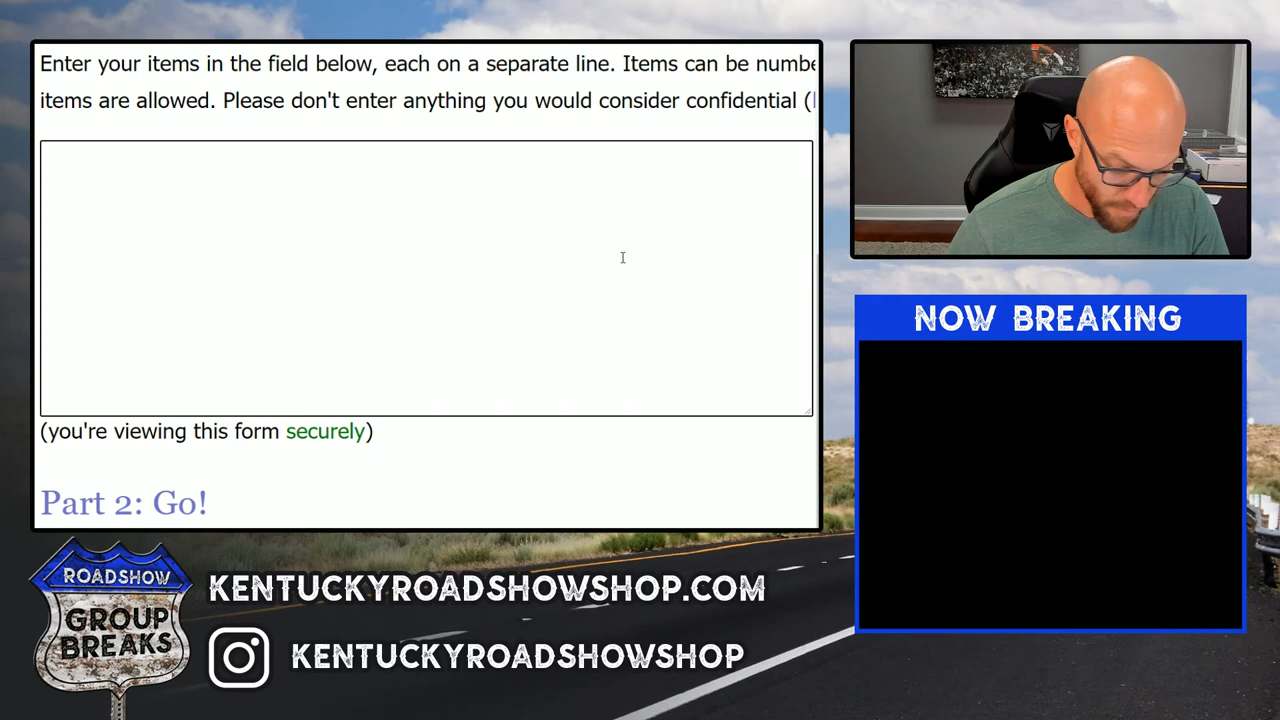 Enter your items in the field below, each on a separate line. Items can be numbe
items are allowed. Please don't enter anything you would consider confidential (
(you're viewing this form securely)
Part 2: Go!
NOW BREAKING
ROADSHOW
GROUP
BREAKS
KENTUCKYROADSHOWSHOP.COM
KENTUCKYROADSHOWSHOP